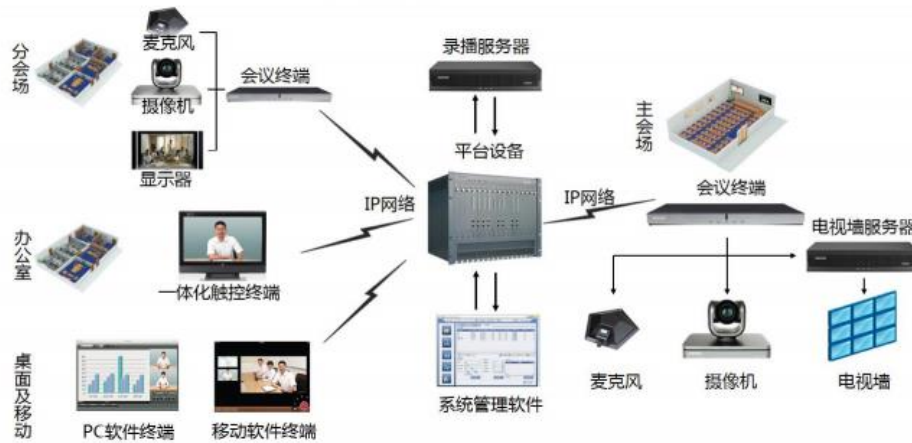 分会场
麦克风
摄像机
显示器
会议终端
录播服务器
平台设备
IP网络
IP网络
主会场
会议终端
电视墙服务器
办公室
一体化触控终端
桌面及移动
PC软件终端
移动软件终端
系统管理软件
麦克风
摄像机
电视墙